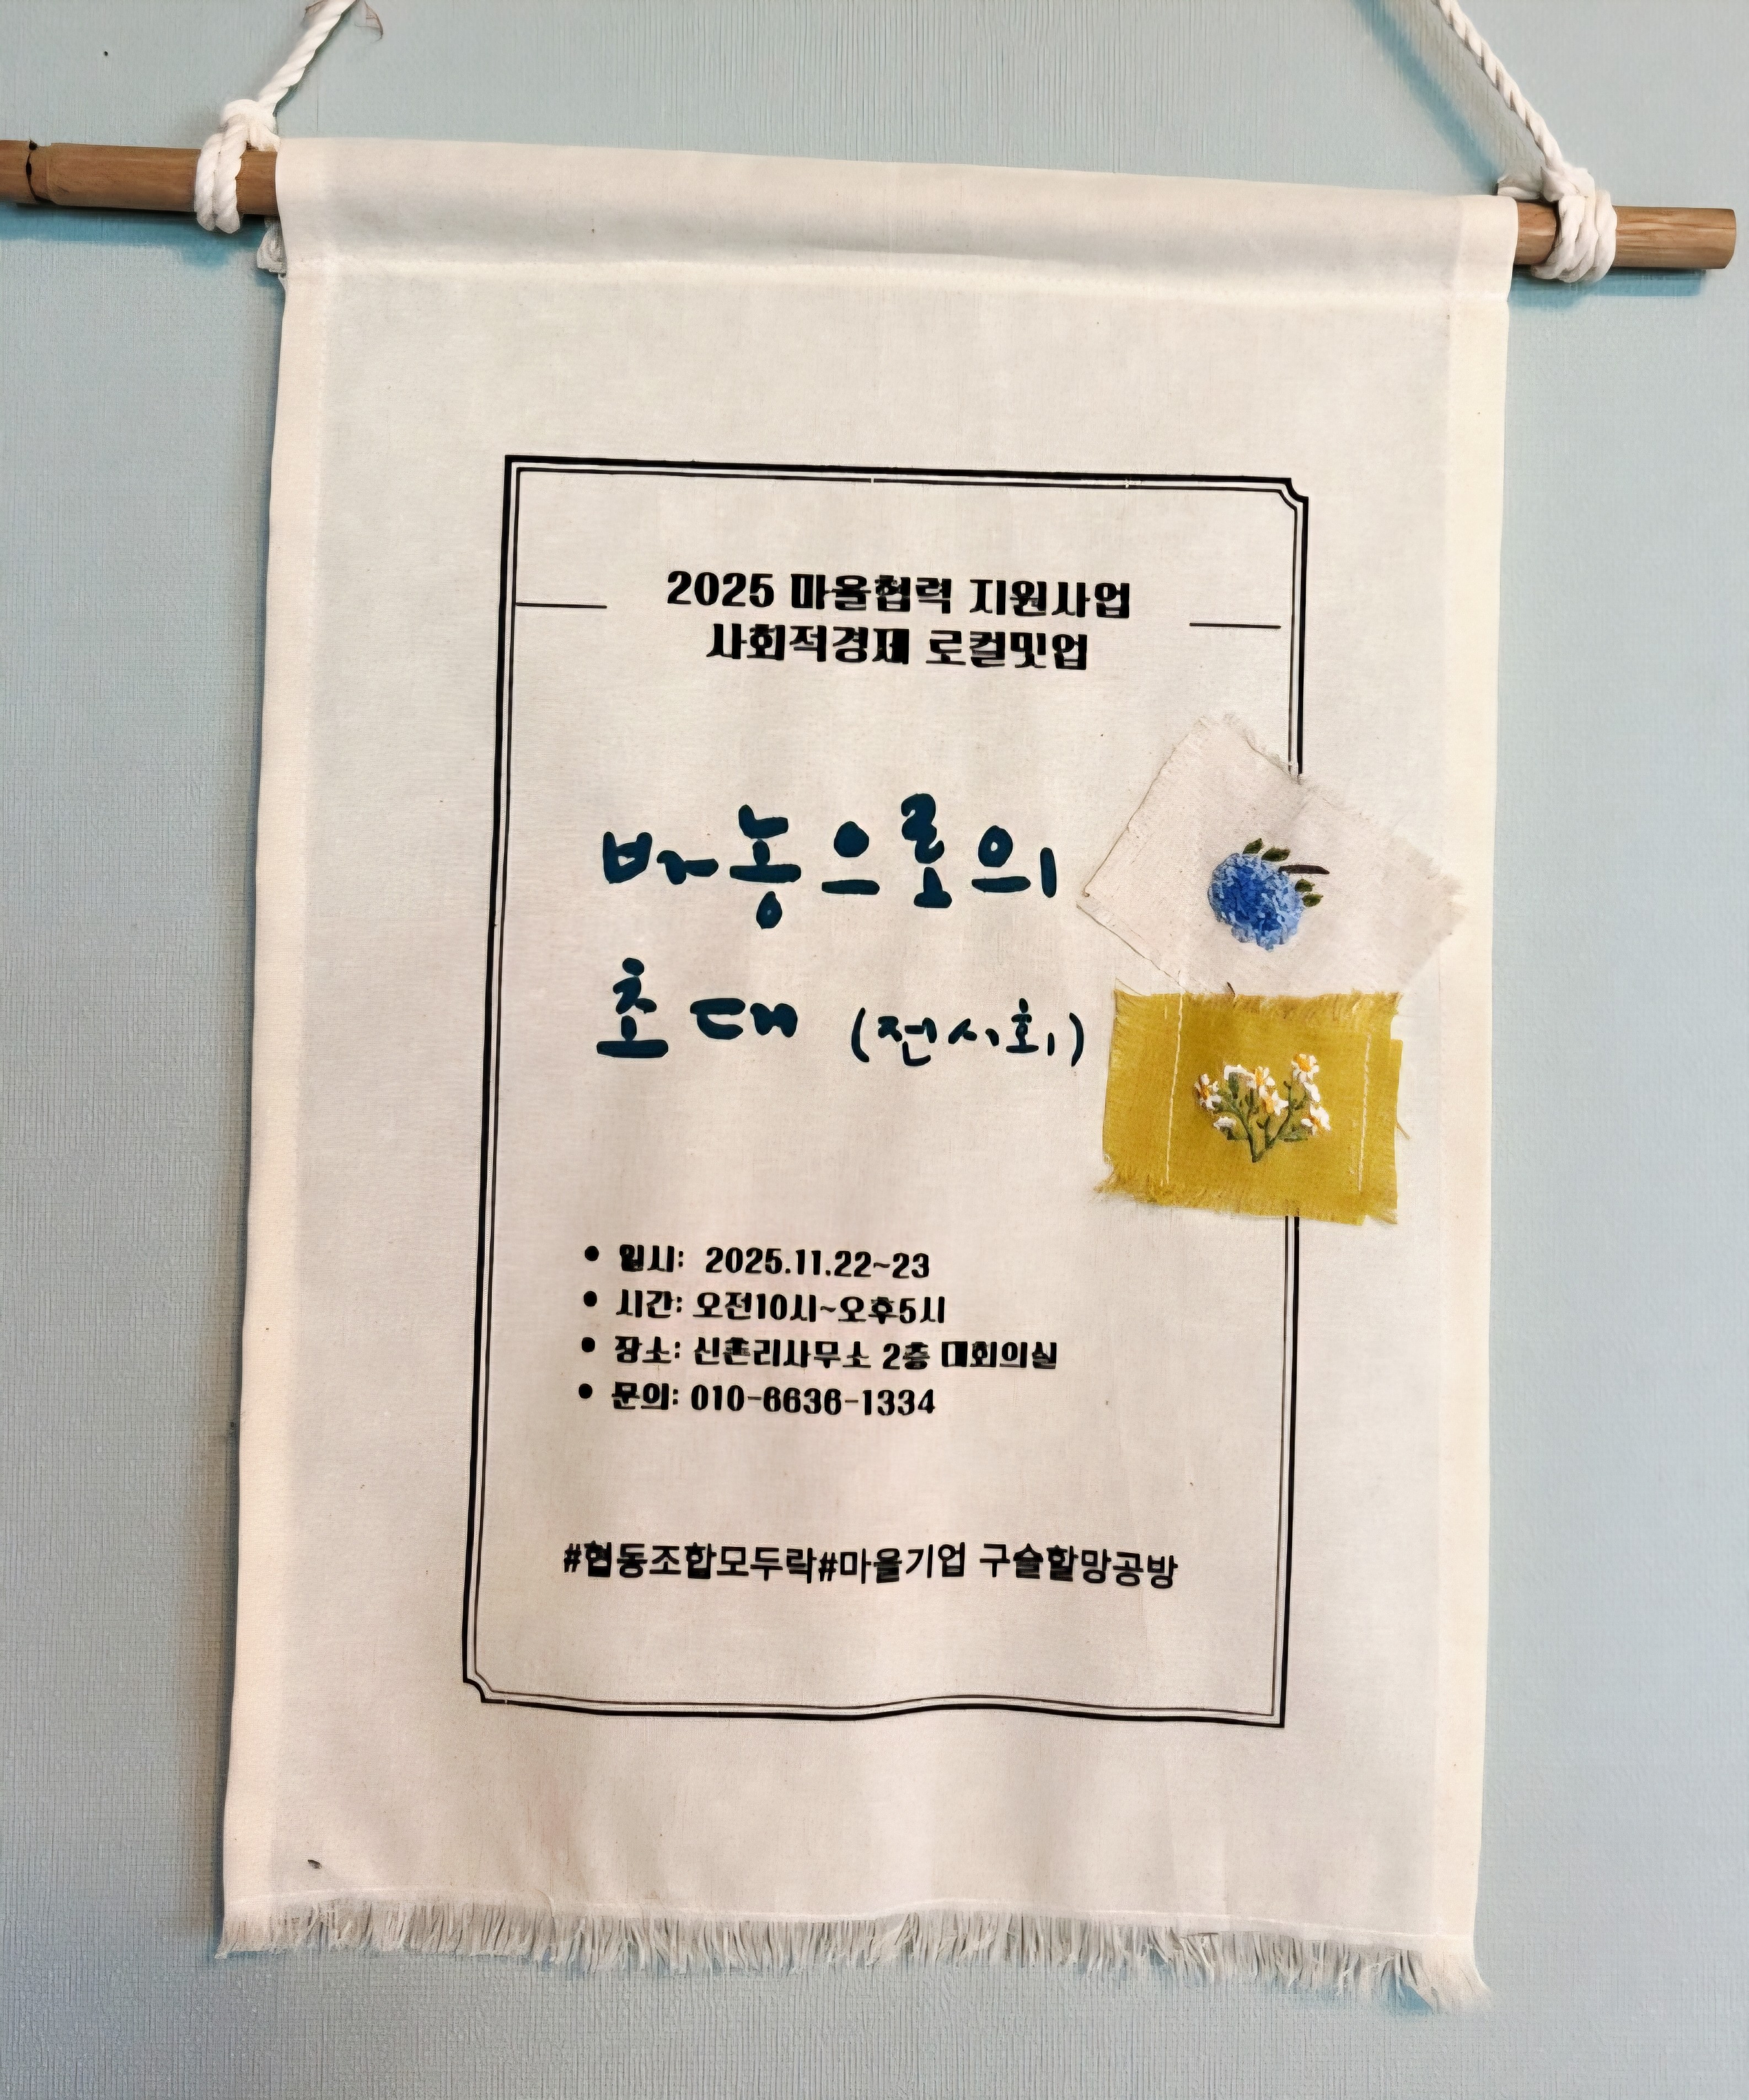 2025 마을협력 지원사업
사회적경제 로컬밋업
바농으로의
초대 (전시회)
• 일시: 2025.11.22~23
• 시간: 오전10시~오후5시
• 장소: 신촌리사무소 2층 대회의실
• 문의: 010-6636-1334
#협동조합모두락#마을기업 구슬할망공방